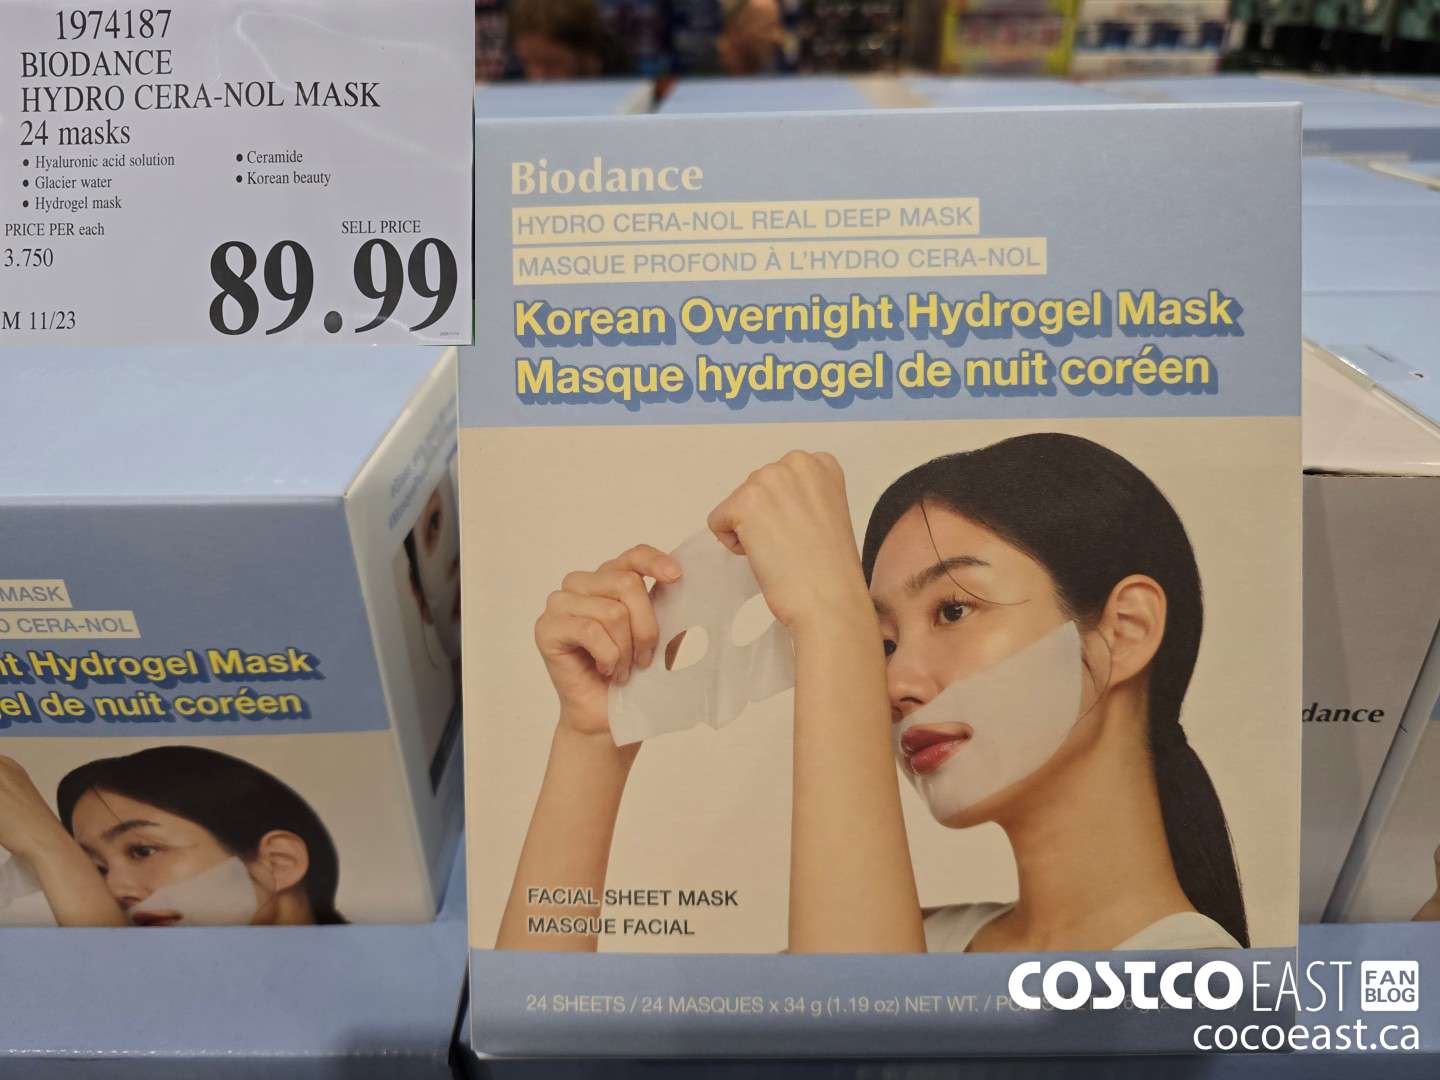 1974187
BIODANCE
HYDRO CERA-NOL MASK
24 masks
• Hyaluronic acid solution
• Glacier water
• Hydrogel mask
• Ceramide
• Korean beauty
PRICE PER each
3.750
SELL PRICE
89.99
M 11/23
Biodance
HYDRO CERA-NOL REAL DEEP MASK
MASQUE PROFOND À L'HYDRO CERA-NOL
Korean Overnight Hydrogel Mask
Masque hydrogel de nuit coréen
FACIAL SHEET MASK
MASQUE FACIAL
24 SHEETS / 24 MASQUES x 34 g (1.19 oz) NET WT. /
MASK
CERA-NOL
Hydrogel Mask
de nuit coréen
dance
COSTCO EAST FAN BLOG
cocoeast.ca